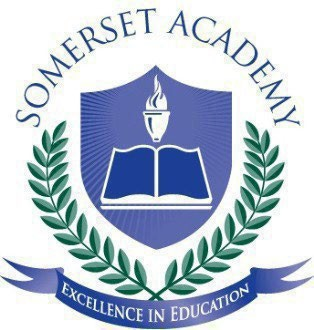 SOMERSET ACADEMY
EXCELLENCE IN EDUCATION